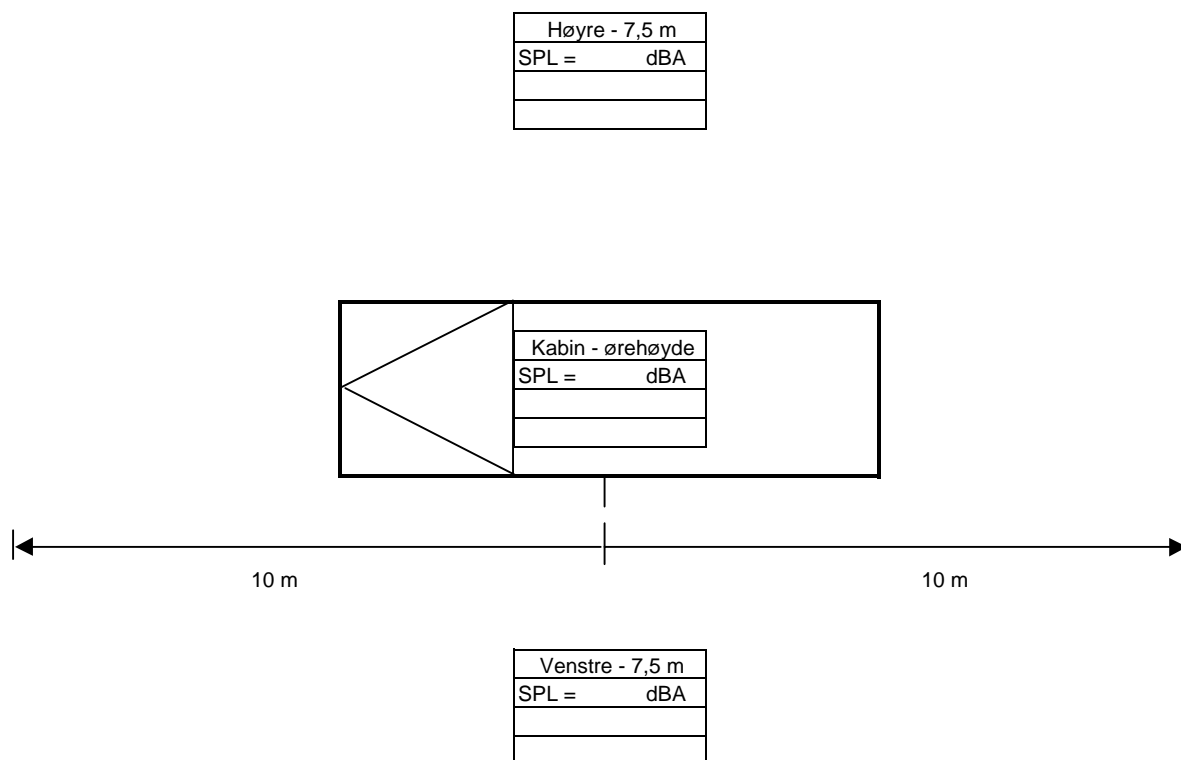 Høyre - 7,5 m
SPL = dBA
Kabin - ørehøyde
SPL = dBA
10 m 10 m
Venstre - 7,5 m
SPL = dBA